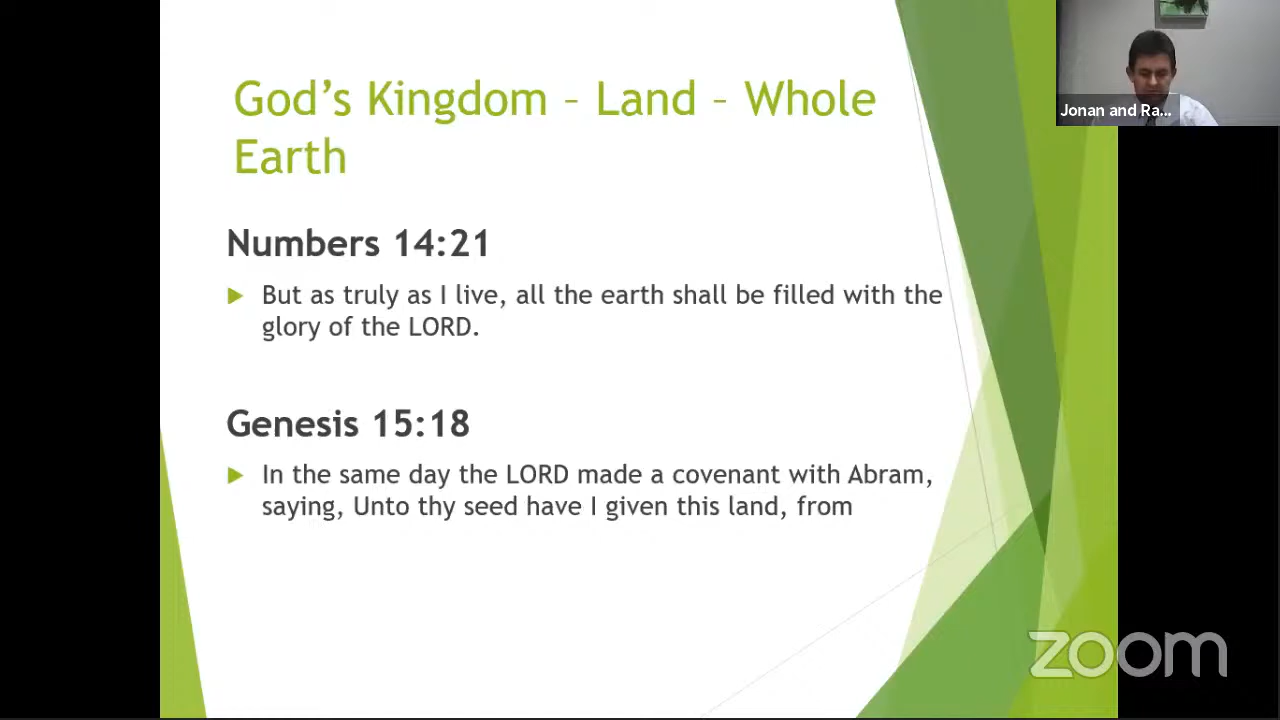 God’s Kingdom – Land – Whole
Earth
Jonan and Ra...
Numbers 14:21
But as truly as I live, all the earth shall be filled with the
glory of the LORD.
Genesis 15:18
In the same day the LORD made a covenant with Abram,
saying, Unto thy seed have I given this land, from
zoom